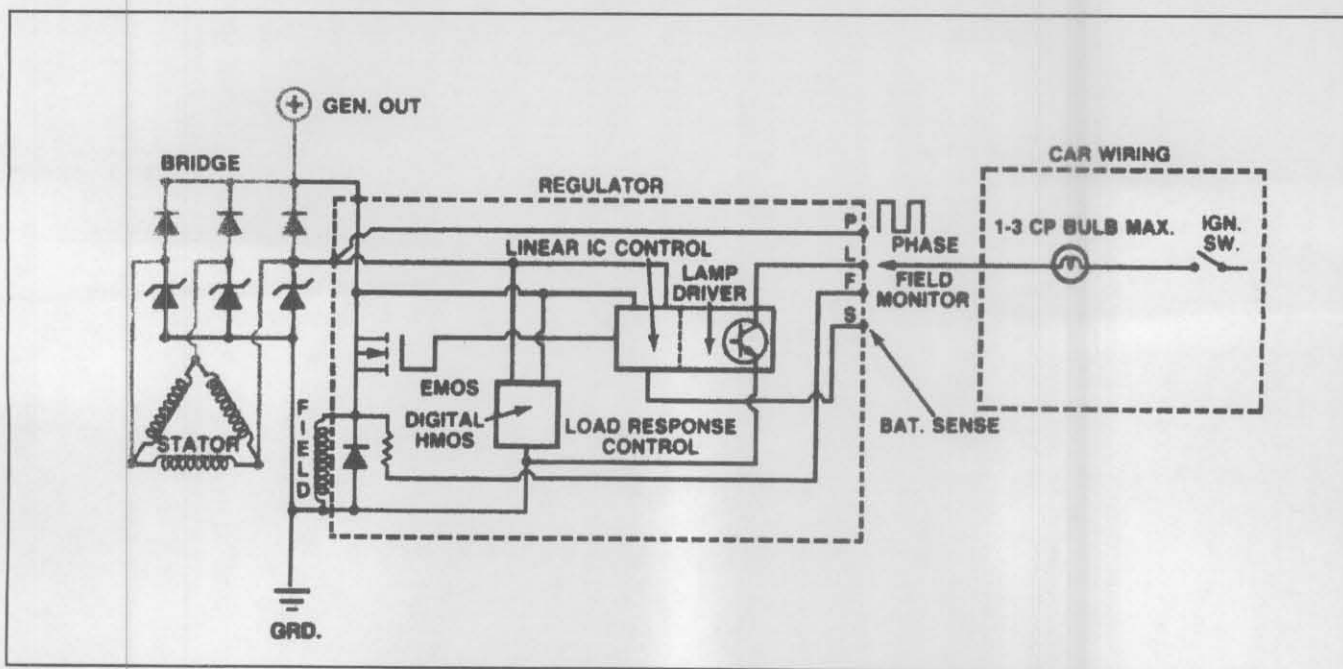 GEN. OUT
BRIDGE
CAR WIRING
REGULATOR
P
PHASE
1-3 CP BULB MAX.
IGN.
SW.
LINEAR IC CONTROL
LAMP
DRIVER
L
FIELD
MONITOR
F
S
EMOS
DIGITAL
HMOS
LOAD RESPONSE
CONTROL
BAT. SENSE
STATOR
FIELD
GRD.